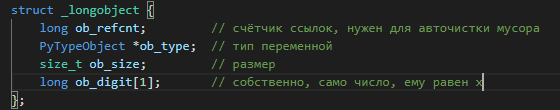 struct _longobject {
    long ob_refcnt;         // счётчик ссылок, нужен для автоочистки мусора
    PyTypeObject *ob_type;  // тип переменной
    size_t ob_size;         // размер
    long ob_digit[1];       // собственно, само число, ему равен x
};